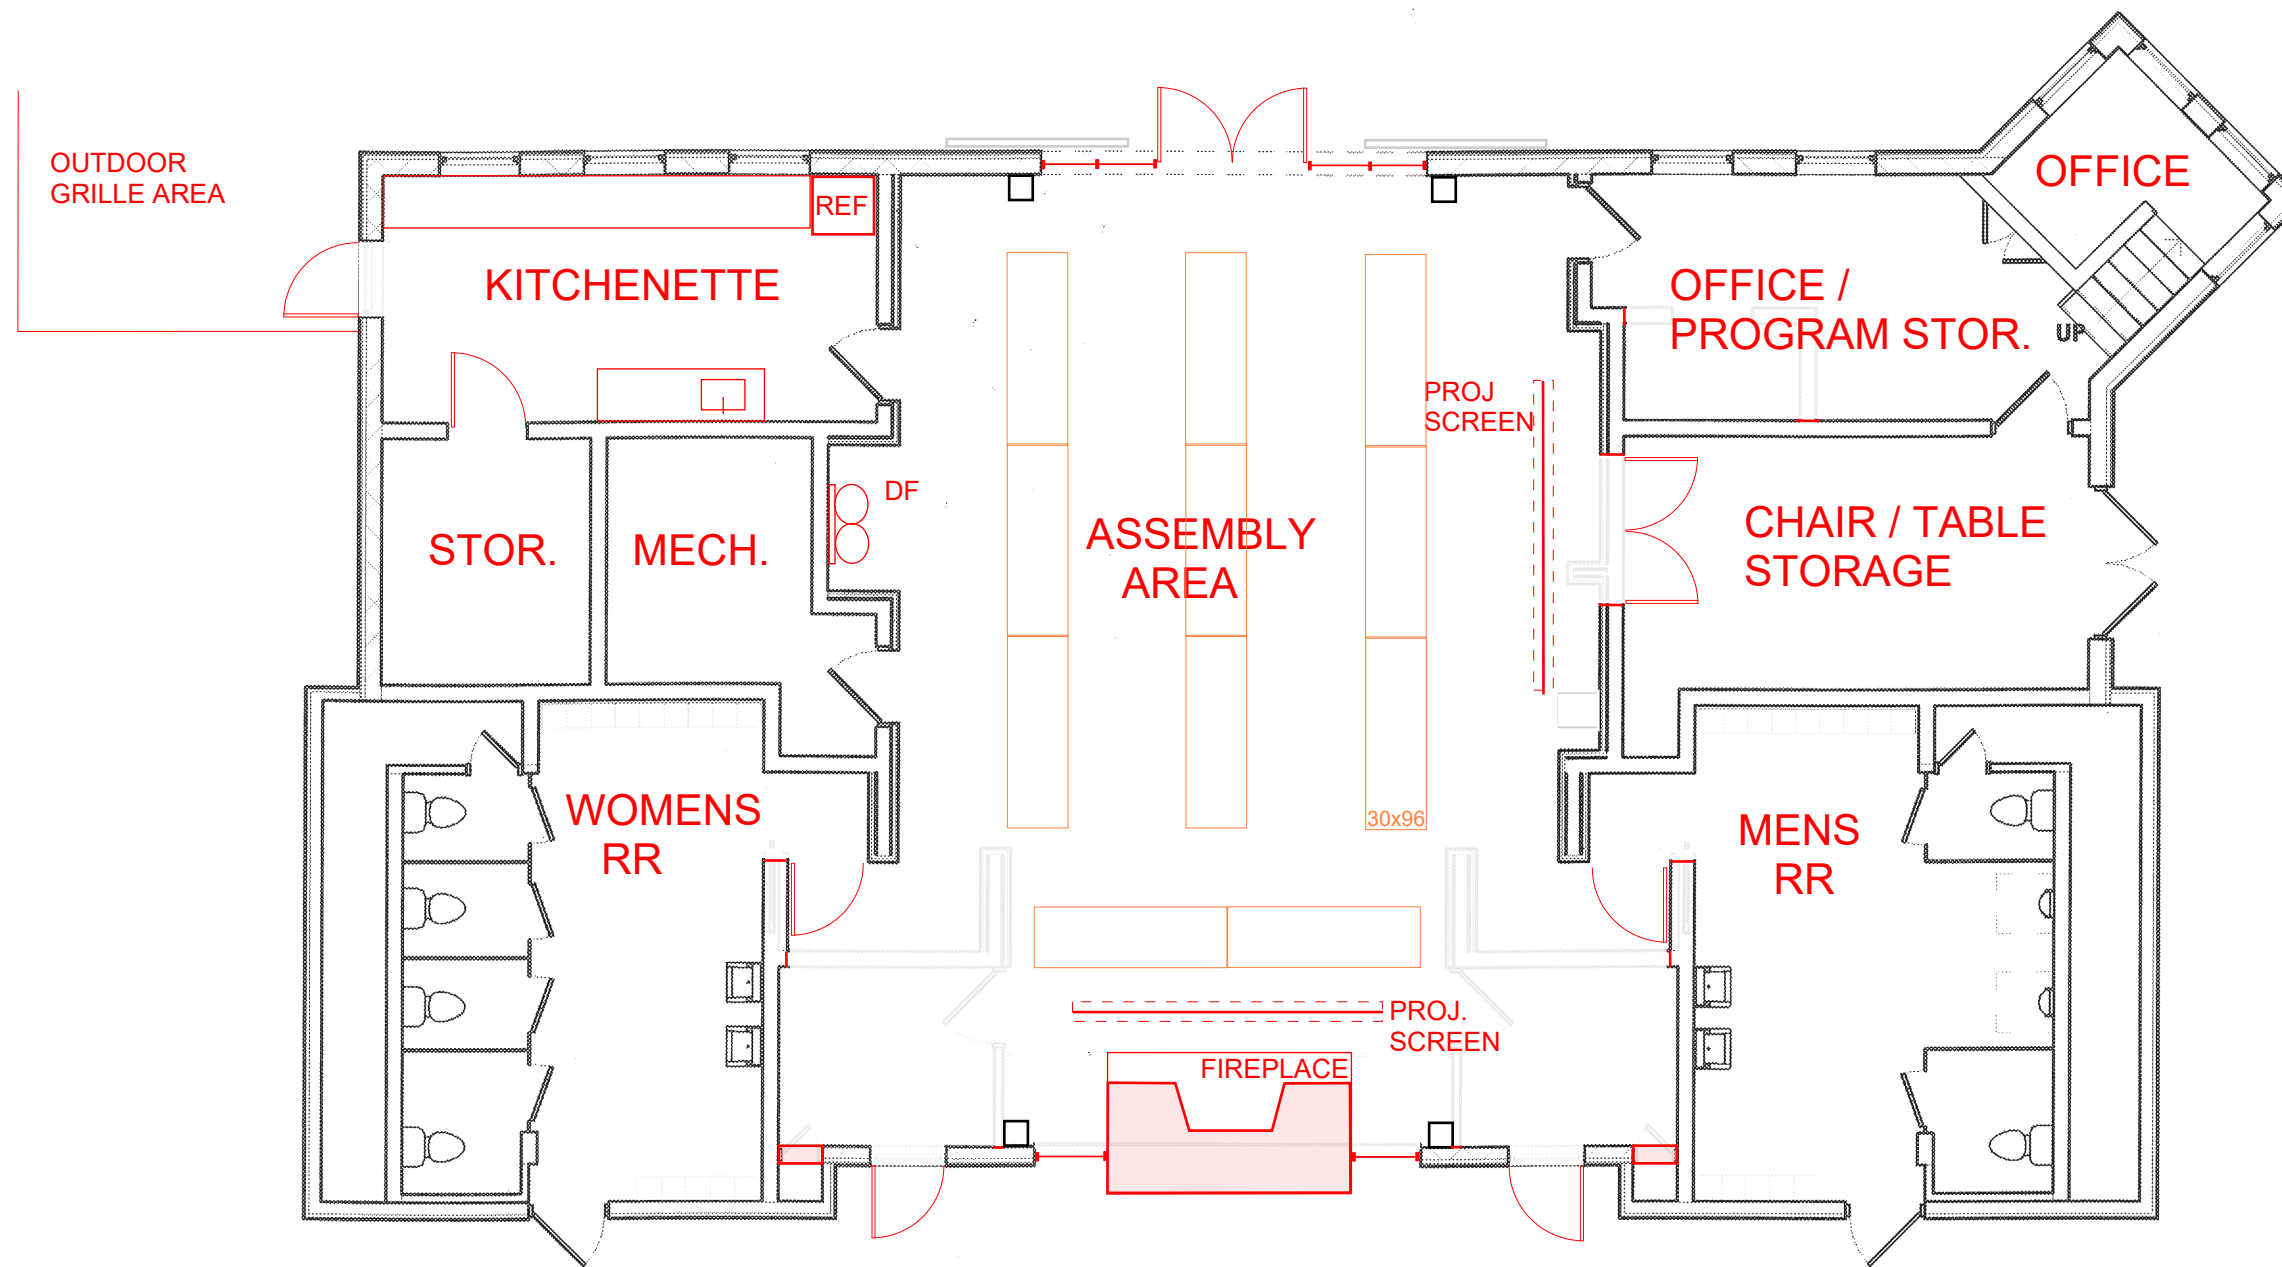 OUTDOOR
GRILLE AREA
REF
KITCHENETTE
OFFICE
OFFICE /
PROGRAM STOR.
UP
PROJ
SCREEN
DF
STOR.
MECH.
ASSEMBLY
AREA
CHAIR / TABLE
STORAGE
WOMENS
RR
30x96
MENS
RR
PROJ.
SCREEN
FIREPLACE